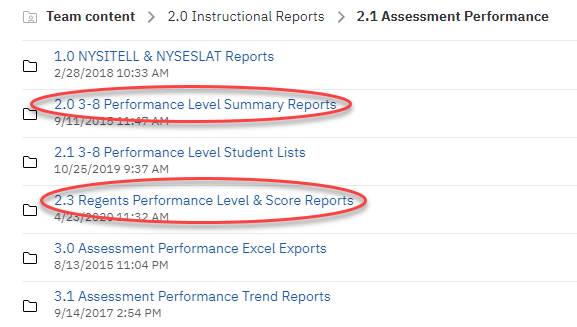 Team content > 2.0 Instructional Reports > 2.1 Assessment Performance
1.0 NYSITELL & NYSESLAT Reports
2/28/2018 10:33 AM
2.0 3-8 Performance Level Summary Reports
9/11/2015 11:47 AM
2.1 3-8 Performance Level Student Lists
10/25/2019 9:37 AM
2.3 Regents Performance Level & Score Reports
4/23/2020 11:32 AM
3.0 Assessment Performance Excel Exports
8/13/2015 11:04 PM
3.1 Assessment Performance Trend Reports
9/14/2017 2:54 PM